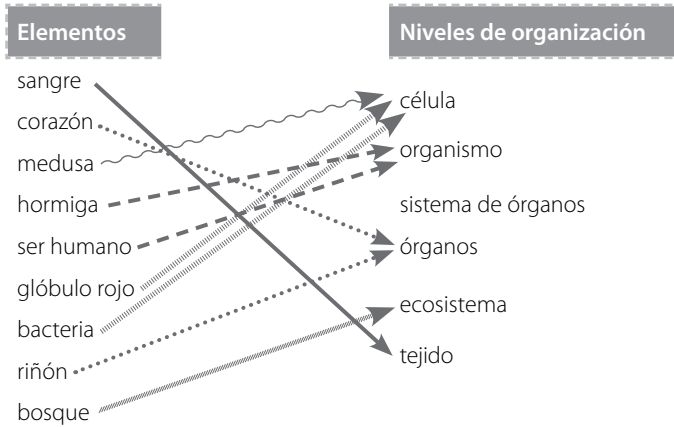 Elementos
sangre
corazón
medusa
hormiga
ser humano
glóbulo rojo
bacteria
riñón
bosque
Niveles de organización
célula
organismo
sistema de órganos
órganos
ecosistema
tejido